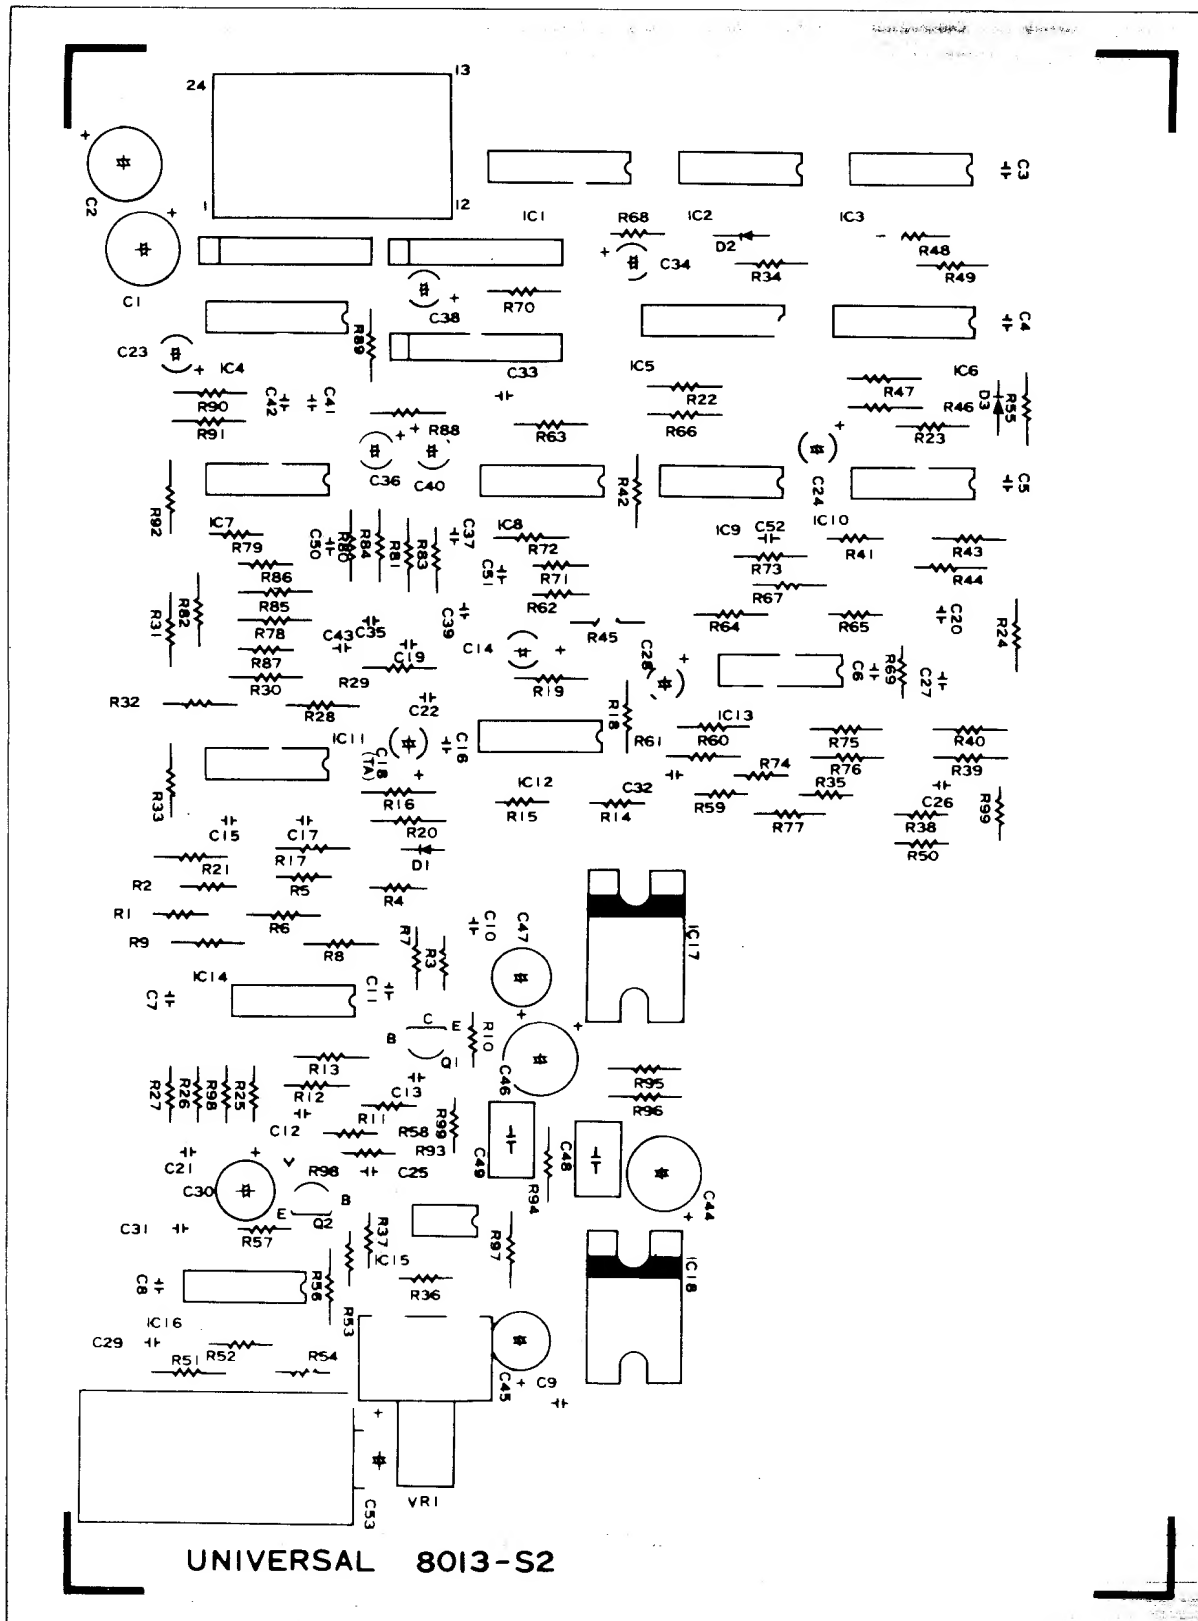 24 13
C2 1 12
C1
IC1 R68 IC2 D2 IC3 C3
C34 R34 R48 R49
C38 R70
C23 IC4 R89 C33 IC5 IC6 C4
R90 C42 C41 R22 R47 R46 D3 R55
R91 R88 R63 R66 R23
C36 C40 R42 C24 C5
R92
IC7 C37 IC8 IC9 C52 IC10
R79 C50 R80 R84 R81 R83 R72 R41 R43
R86 C51 R71 R73 R44
R82 R85 R62 R67
R31 R78 C43 C35 C39 R45 R64 R65 C20 R24
R87 C19 C14 C28 C6 R69 C27
R30 R29 R19
R32 R28 C22 R18 IC13
IC11 C18 (TA) C16 R61 R60 R75 R40
R76 R39
R33 R16 IC12 C32 R74 R35 C26 R99
R15 R14 R59 R77 R38
C15 C17 R20
R21 R17 D1 R50
R2 R5 R4
R1 R6 C10 C47 IC17
R9 R8 R7 R3
IC14
C7 C11
C E
B Q1 R10
R13 C46 R95
R27 R26 R98 R25 R12 C13 R96
C12 R11 R58 R99 C49 C48
C21 R93 R94
C30 R98 C25 C44
B
E Q2
C31 R57 R37 R97
IC15 IC18
C8 R56 R36
IC16 R53
C29 R52
R51 R54 C45 C9
C53 VR1
UNIVERSAL 8013-S2